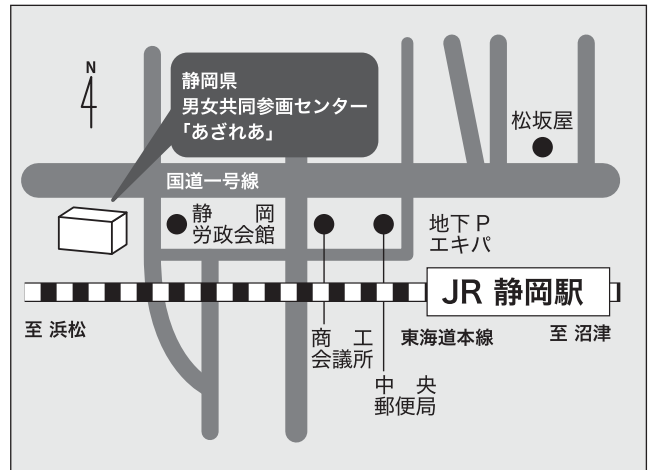 N
静岡県
男女共同参画センター
「あざれあ」
松坂屋
国道一号線
静　岡
労政会館
地下P
エキパ
JR 静岡駅
至 浜松
商　工
会議所
東海道本線
至 沼津
中　央
郵便局